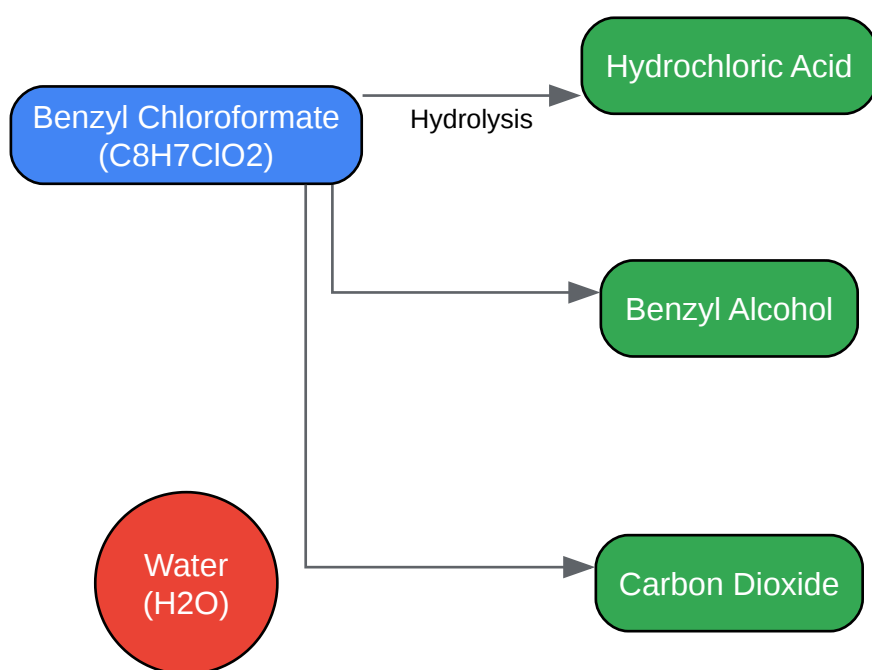 Hydrochloric Acid
Benzyl Chloroformate
(C8H7ClO2)
Hydrolysis
Benzyl Alcohol
Water
(H2O)
Carbon Dioxide